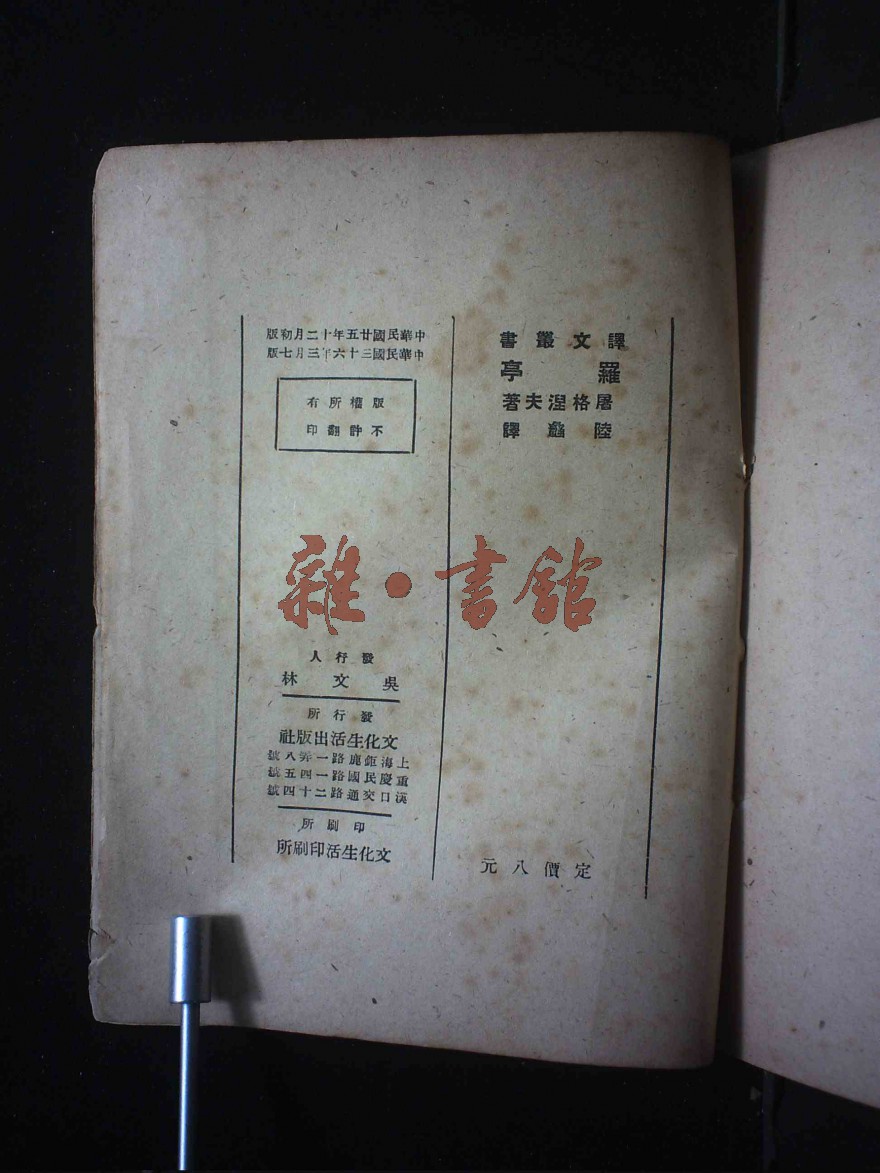 譯文叢書
羅亭
屠格涅夫著
陸蠡譯
定價八元
中華民國廿五年十二月初版
中華民國三十六年三月七版
版權所有
不許翻印
發行人
吳文林
發行所
文化生活出版社
上海鉅鹿路一弄八號
重慶民國路一四五號
漢口交通路二十四號
印刷所
文化生活印刷所
雜·書館